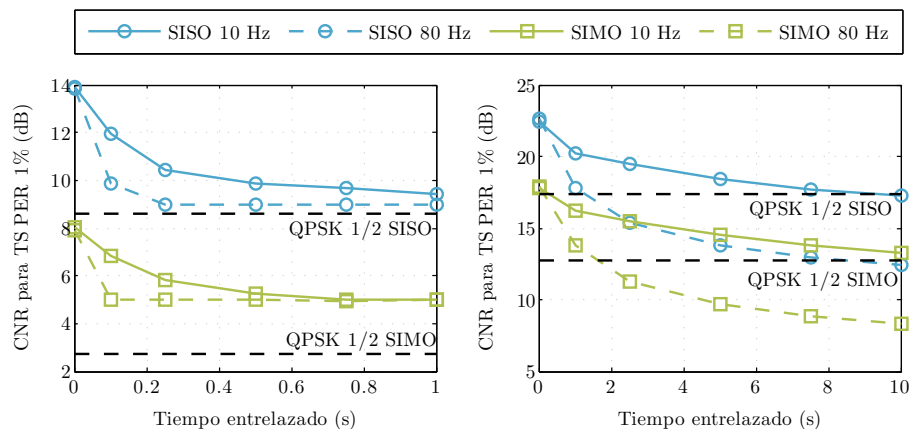 SISO 10 Hz SISO 80 Hz SIMO 10 Hz SIMO 80 Hz
CNR para TS PER 1% (dB)
14
12
10
8
6
4
2
QPSK 1/2 SISO
QPSK 1/2 SIMO
0 0.2 0.4 0.6 0.8 1
Tiempo entrelazado (s)
CNR para TS PER 1% (dB)
25
20
15
10
5
QPSK 1/2 SISO
QPSK 1/2 SIMO
0 2 4 6 8 10
Tiempo entrelazado (s)